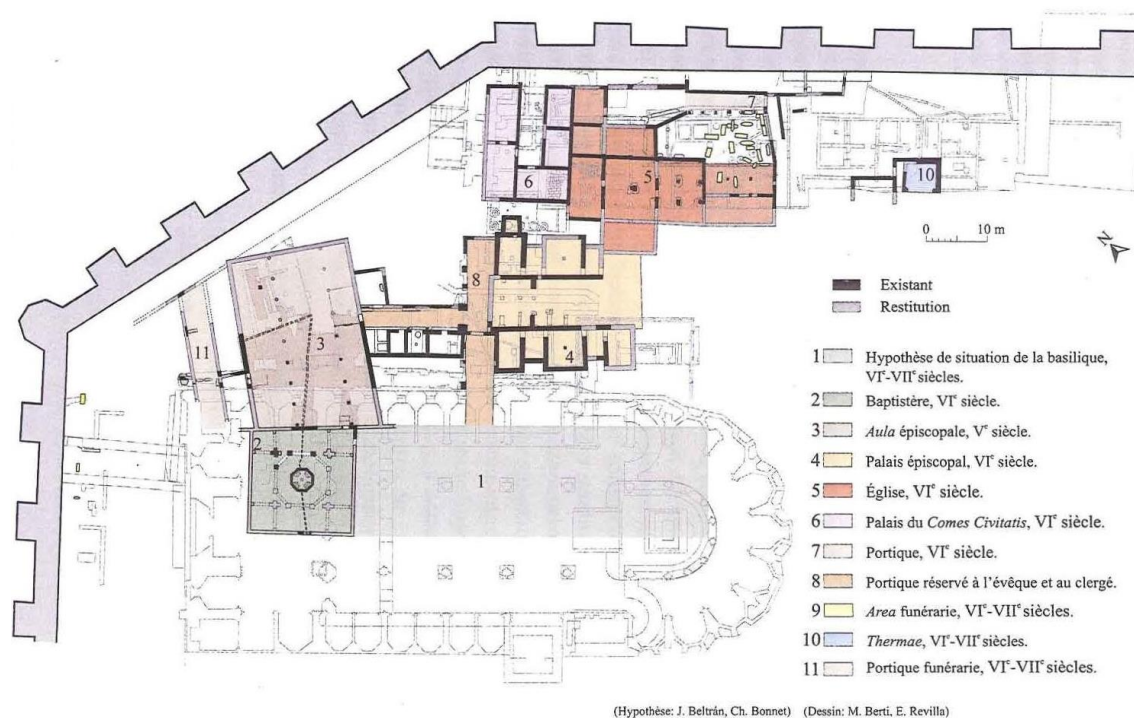 7
10
6
5
0 10 m
N
8
3
11
4
2
1
Existant
Restitution
1 Hypothèse de situation de la basilique,
VIe-VIIe siècles.
2 Baptistère, VIe siècle.
3 Aula épiscopale, Ve siècle.
4 Palais épiscopal, VIe siècle.
5 Église, VIe siècle.
6 Palais du Comes Civitatis, VIe siècle.
7 Portique, VIe siècle.
8 Portique réservé à l'évêque et au clergé.
9 Area funérarie, VIe-VIIe siècles.
10 Thermae, VIe-VIIe siècles.
11 Portique funérarie, VIe-VIIe siècles.
(Hypothèse: J. Beltrán, Ch. Bonnet) (Dessin: M. Berti, E. Revilla)